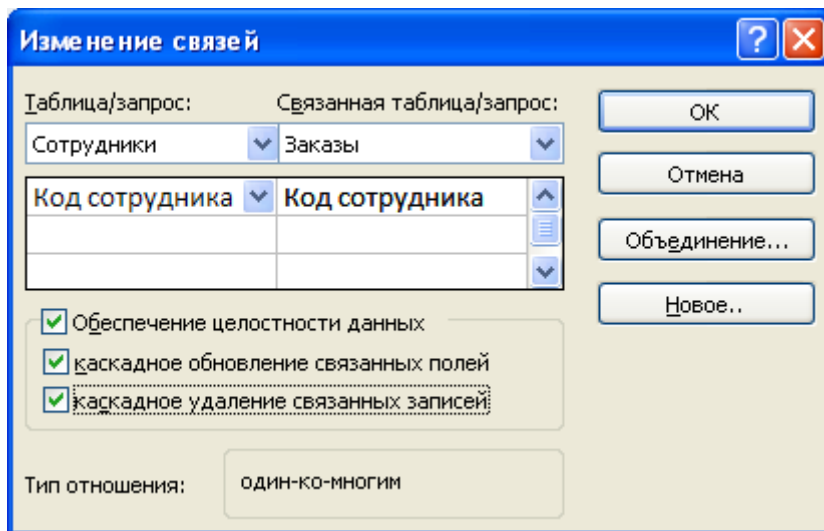 Изменение связей
Таблица/запрос: Связанная таблица/запрос:
Сотрудники Заказы
Код сотрудника Код сотрудника
Обеспечение целостности данных
каскадное обновление связанных полей
каскадное удаление связанных записей
Тип отношения: один-ко-многим
ОК
Отмена
Объединение...
Новое..